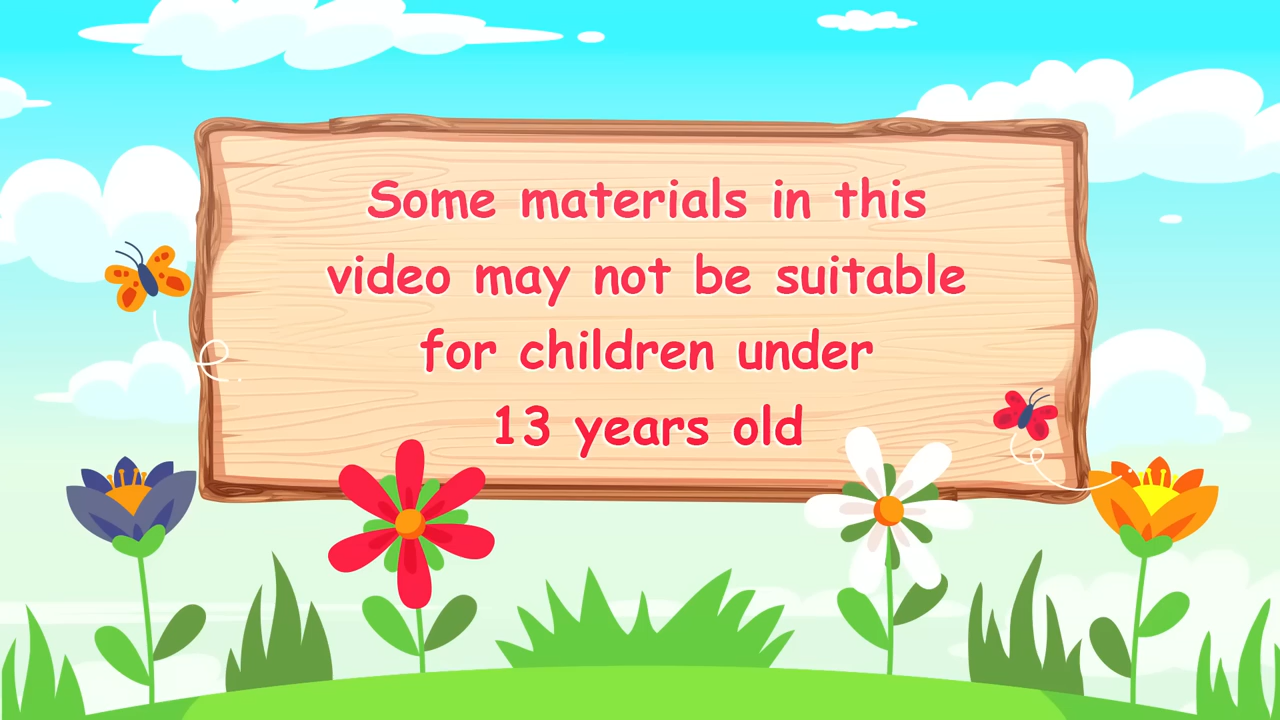 Some materials in this
video may not be suitable
for children under
13 years old